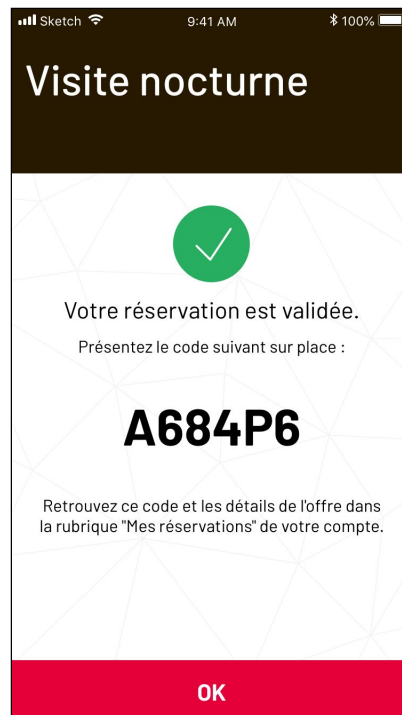 Sketch 9:41 AM 100%
Visite nocturne
Votre réservation est validée.
Présentez le code suivant sur place :
A684P6
Retrouvez ce code et les détails de l'offre dans
la rubrique "Mes réservations" de votre compte.
OK